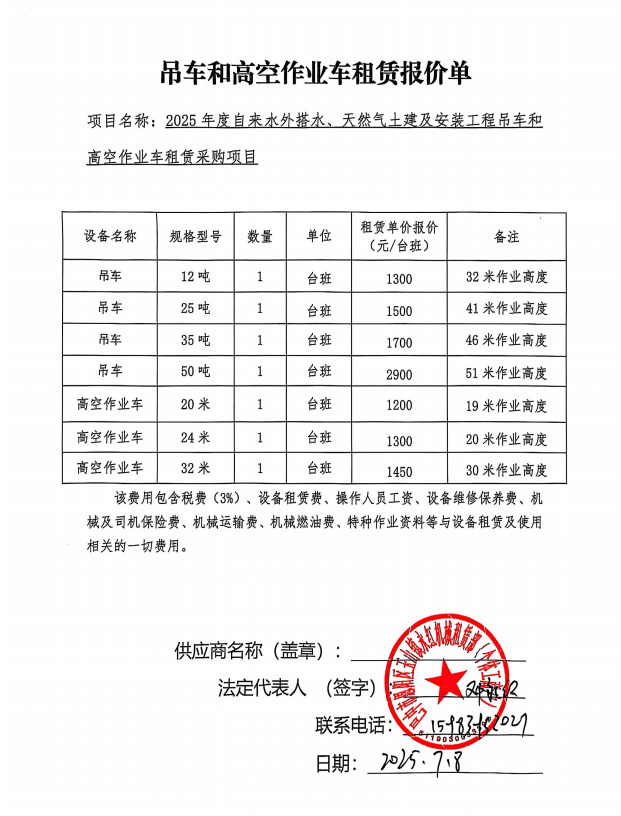 吊车和高空作业车租赁报价单
项目名称：2025 年度自来水外搭水、天然气土建及安装工程吊车和
高空作业车租赁采购项目
设备名称 规格型号 数量 单位 租赁单价报价（元/台班） 备注
吊车 12 吨 1 台班 1300 32 米作业高度
吊车 25 吨 1 台班 1500 41 米作业高度
吊车 35 吨 1 台班 1700 46 米作业高度
吊车 50 吨 1 台班 2900 51 米作业高度
高空作业车 20 米 1 台班 1200 19 米作业高度
高空作业车 24 米 1 台班 1300 20 米作业高度
高空作业车 32 米 1 台班 1450 30 米作业高度
该费用包含税费（3%）、设备租赁费、操作人员工资、设备维修保养费、机
械及司机保险费、机械运输费、机械燃油费、特种作业资料等与设备租赁及使用
相关的一切费用。
供应商名称（盖章）：
法定代表人 （签字）：
联系电话：
日期：2025.7.8